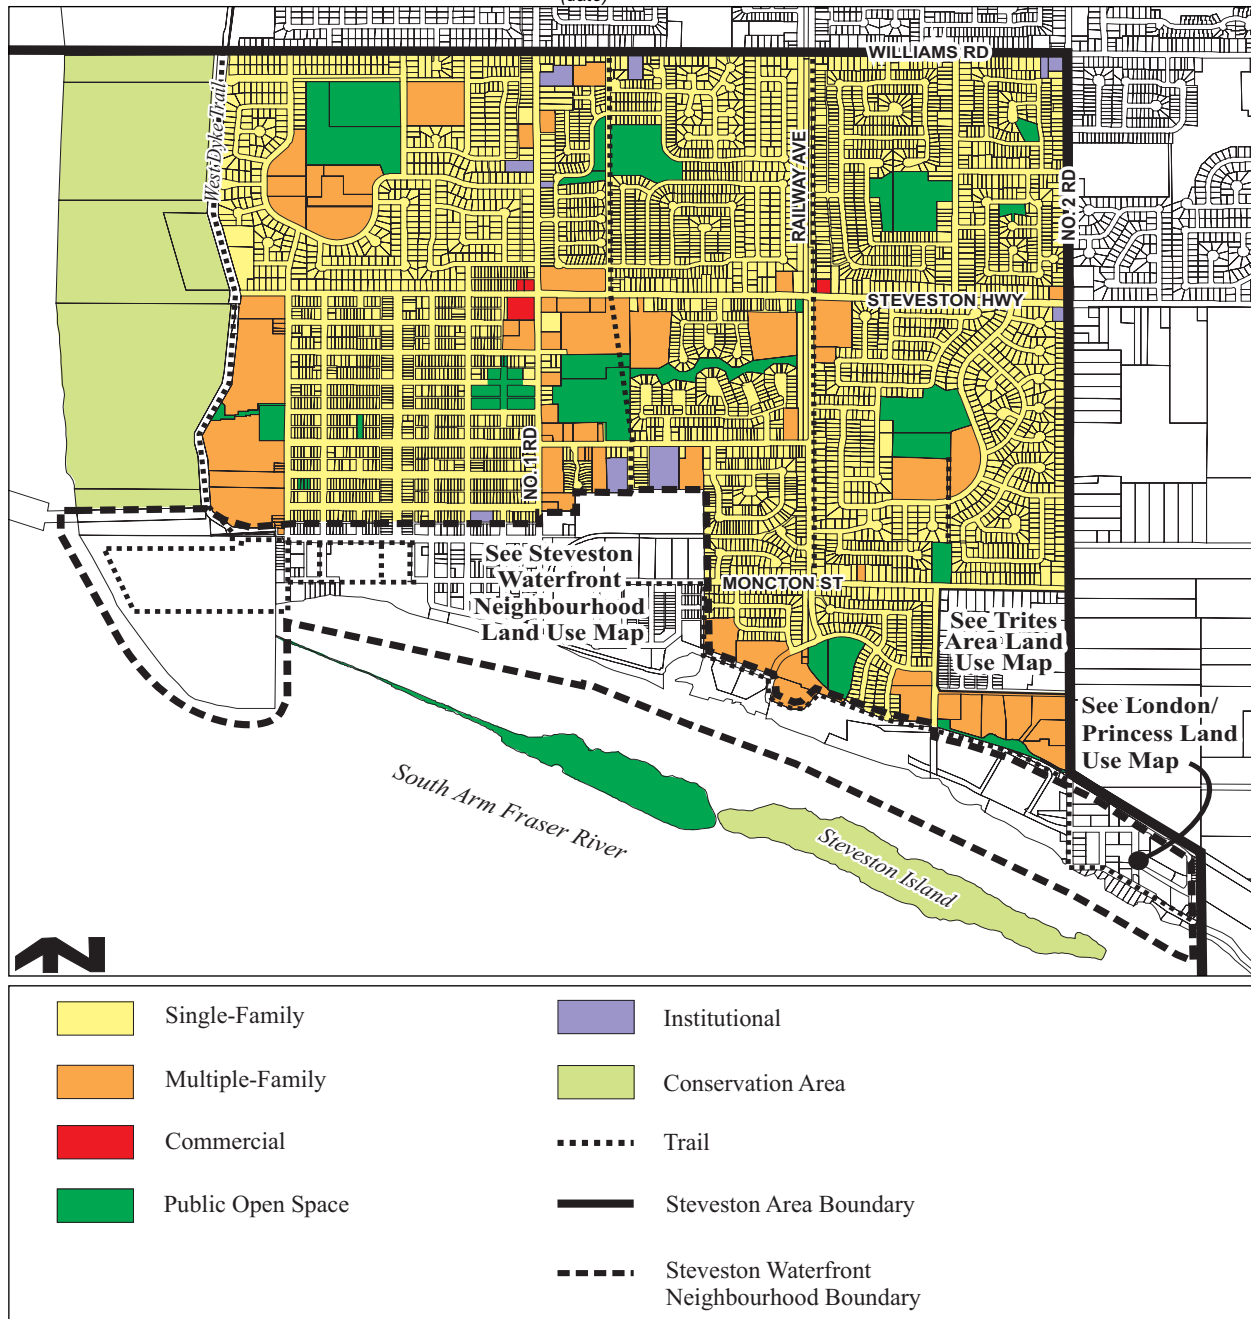 (date)
WILLIAMS RD
West Dyke Trail
RAILWAY AVE
NO. 2 RD
STEVESTON HWY
NO. 1 RD
See Steveston
Waterfront
Neighbourhood
Land Use Map
MONCTON ST
See Trites
Area Land
Use Map
See London/
Princess Land
Use Map
South Arm Fraser River
Steveston Island
Single-Family
Multiple-Family
Commercial
Public Open Space
Institutional
Conservation Area
Trail
Steveston Area Boundary
Steveston Waterfront
Neighbourhood Boundary